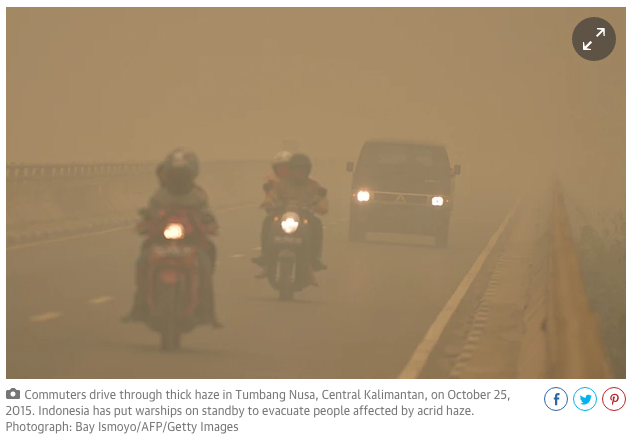 Commuters drive through thick haze in Tumbang Nusa, Central Kalimantan, on October 25,
2015. Indonesia has put warships on standby to evacuate people affected by acrid haze.
Photograph: Bay Ismoyo/AFP/Getty Images